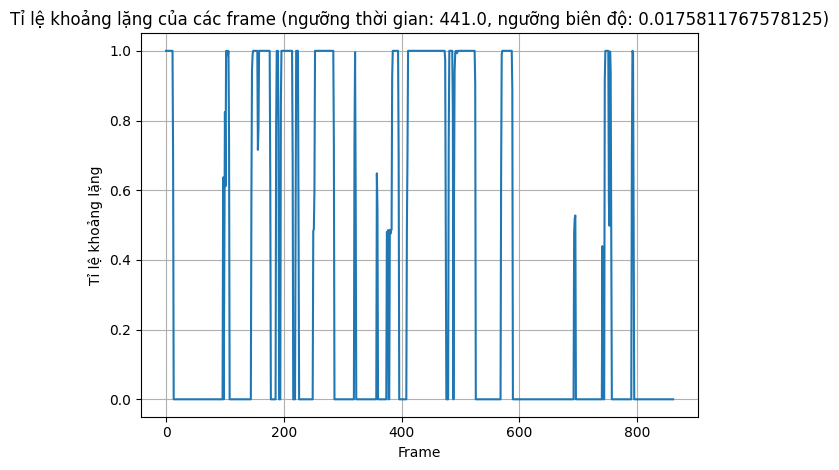 Tỉ lệ khoảng lặng của các frame (ngưỡng thời gian: 441.0, ngưỡng biên độ: 0.0175811767578125)
1.0
0.8
0.6
0.4
0.2
0.0
Tỉ lệ khoảng lặng
0 200 400 600 800
Frame